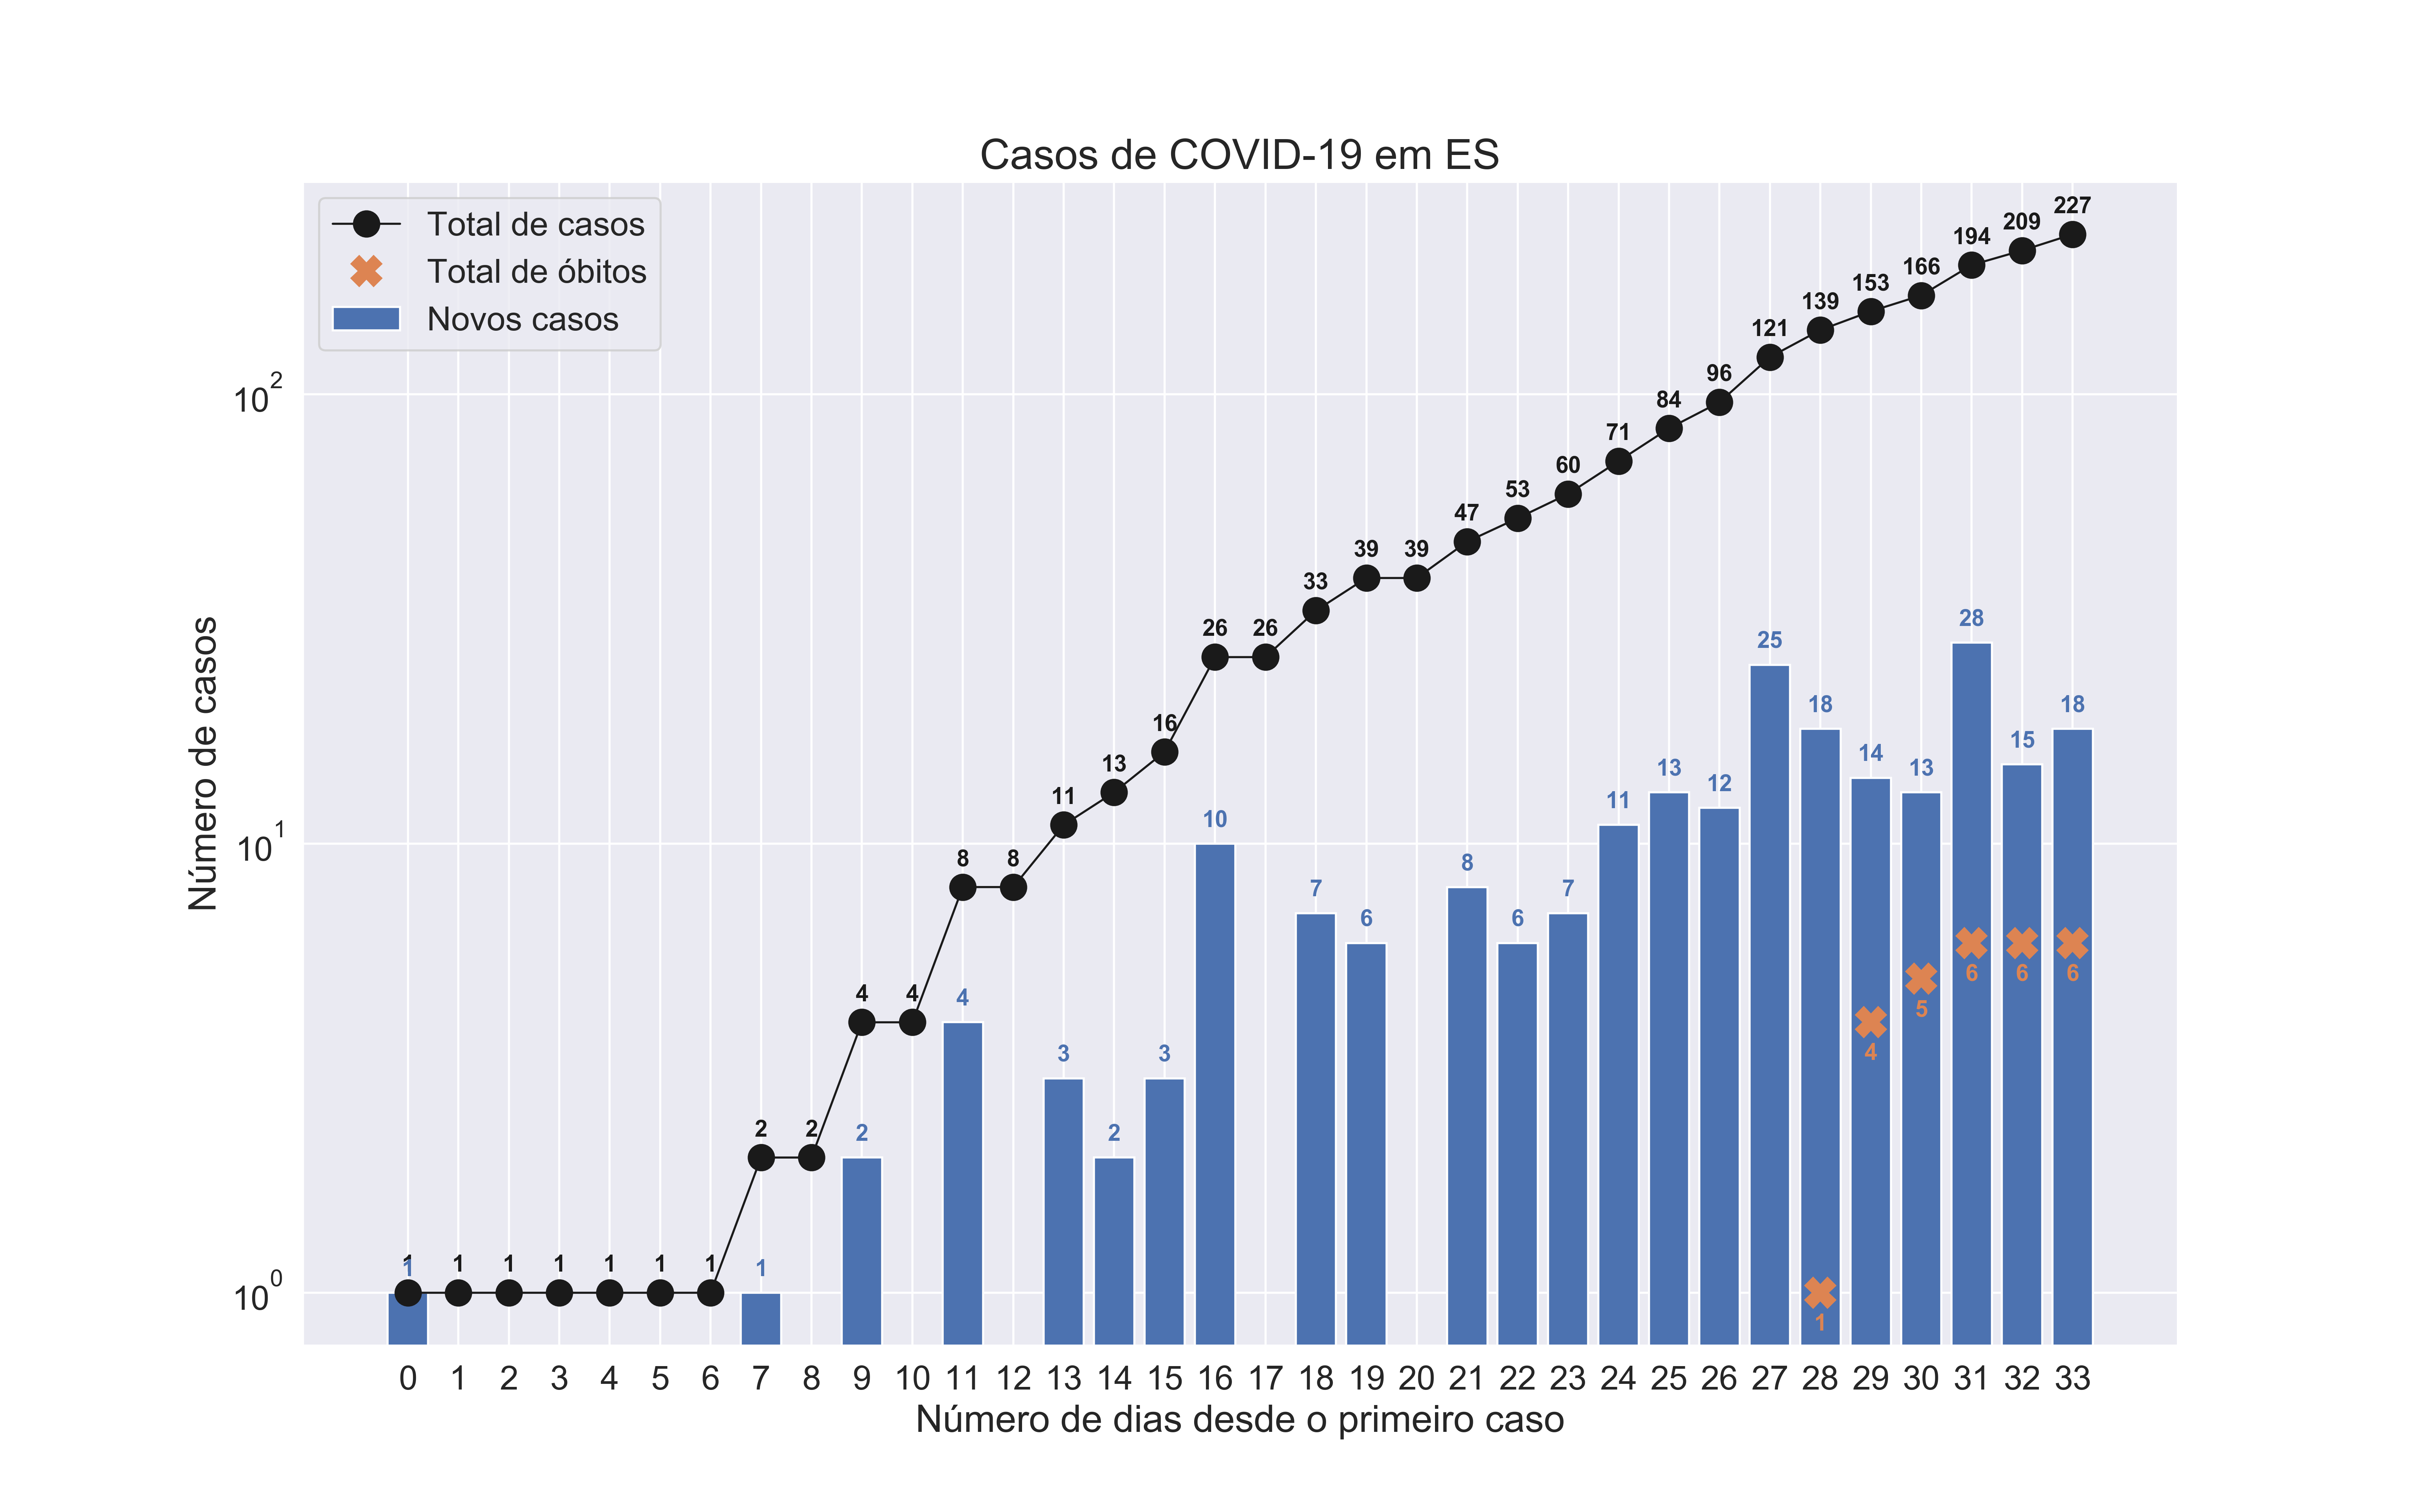 Casos de COVID-19 em ES
Total de casos
Total de óbitos
Novos casos
Número de casos
10²
10¹
10⁰
1 1 1 1 1 1 1 2 2 4 4 8 8 11 13 16 26 26 33 39 39 47 53 60 71 84 96 121 139 153 166 194 209 227
1 1 2 4 3 2 3 10 7 6 8 6 7 11 13 12 25 18 14 13 28 15 18
1 4 5 6 6 6
0 1 2 3 4 5 6 7 8 9 10 11 12 13 14 15 16 17 18 19 20 21 22 23 24 25 26 27 28 29 30 31 32 33
Número de dias desde o primeiro caso